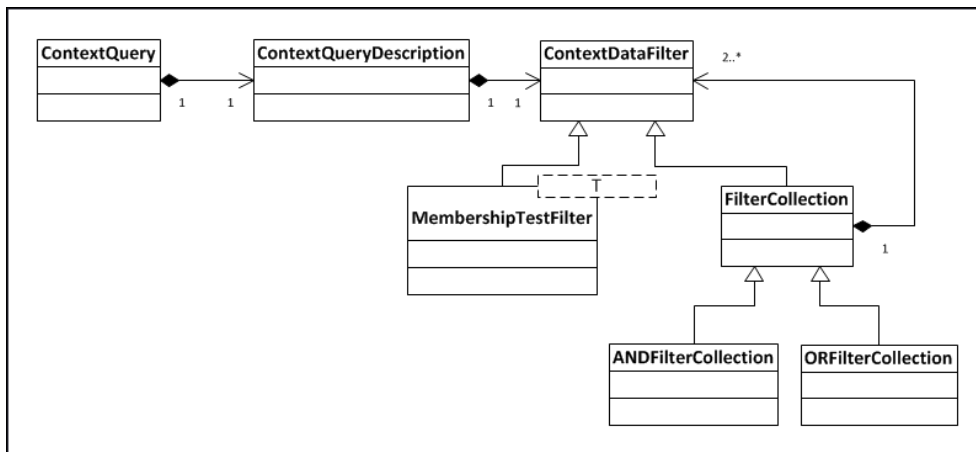 ContextQuery
ContextQueryDescription
ContextDataFilter
2..*
1
1
1
1
T
MembershipTestFilter
FilterCollection
1
ANDFilterCollection
ORFilterCollection